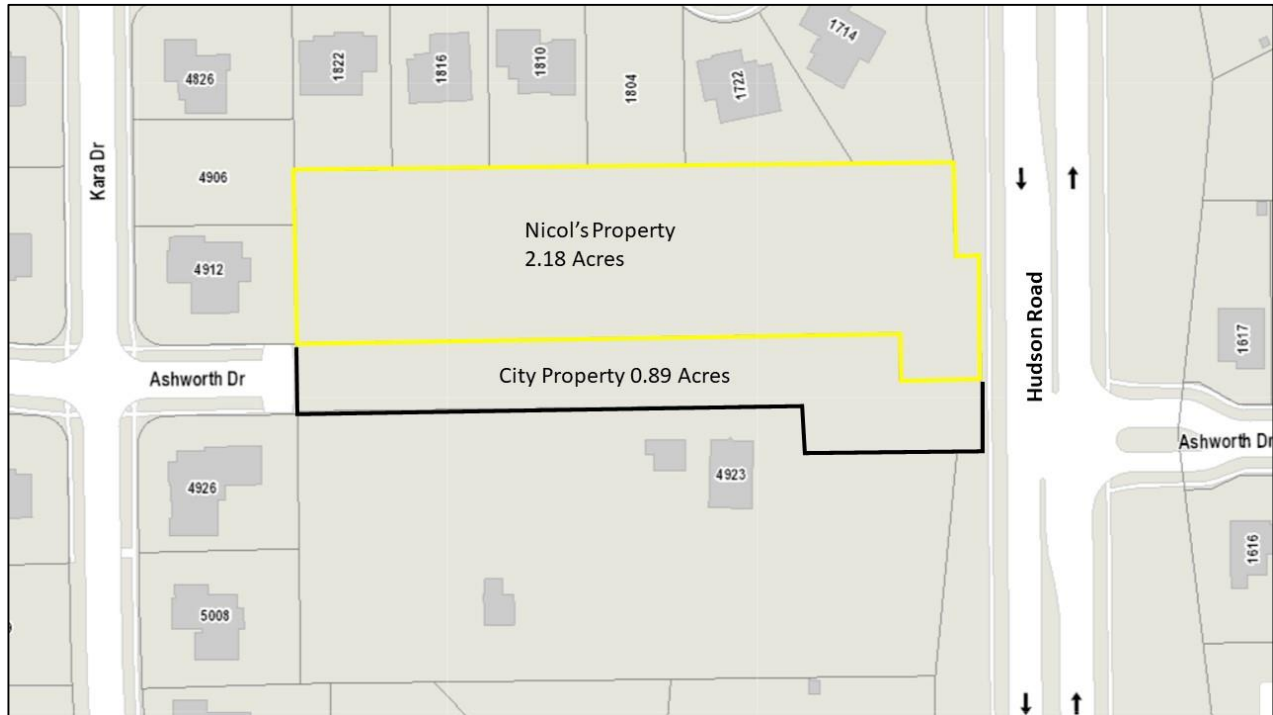 4826
1822
1816
1810
1804
1722
1714
Kara Dr
4906
Nicol's Property
2.18 Acres
4912
Hudson Road
1617
Ashworth Dr
City Property 0.89 Acres
Ashworth Dr
4926
4923
1616
5008